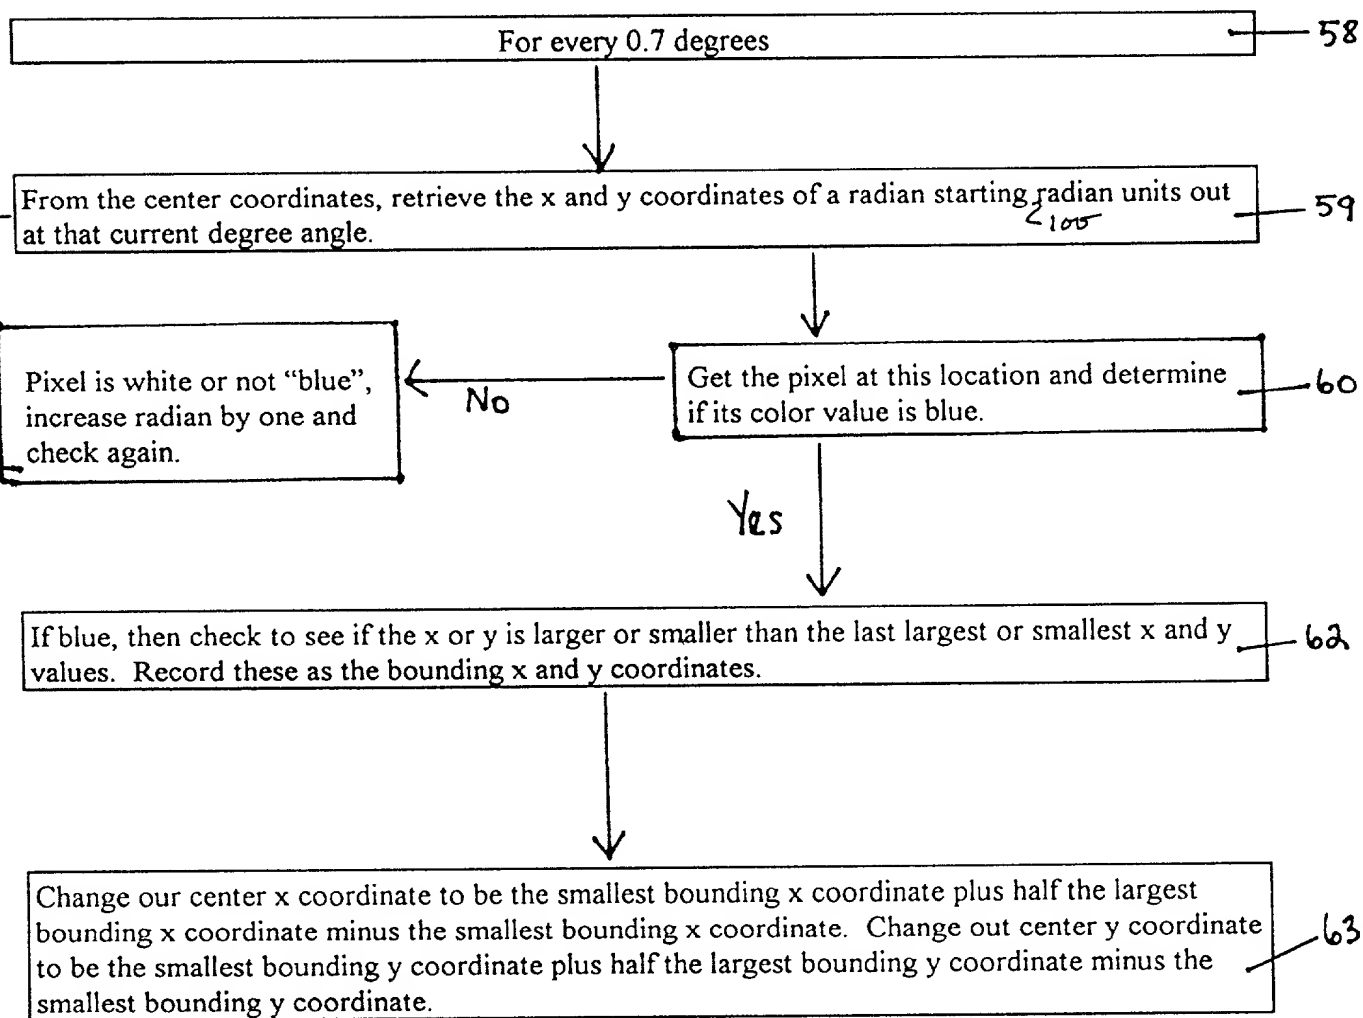 For every 0.7 degrees
58
From the center coordinates, retrieve the x and y coordinates of a radian starting radian units out
100
at that current degree angle.
59
Pixel is white or not “blue”,
increase radian by one and
check again.
No
Get the pixel at this location and determine
if its color value is blue.
60
Yes
If blue, then check to see if the x or y is larger or smaller than the last largest or smallest x and y
values. Record these as the bounding x and y coordinates.
62
Change our center x coordinate to be the smallest bounding x coordinate plus half the largest
bounding x coordinate minus the smallest bounding x coordinate. Change out center y coordinate
to be the smallest bounding y coordinate plus half the largest bounding y coordinate minus the
smallest bounding y coordinate.
63